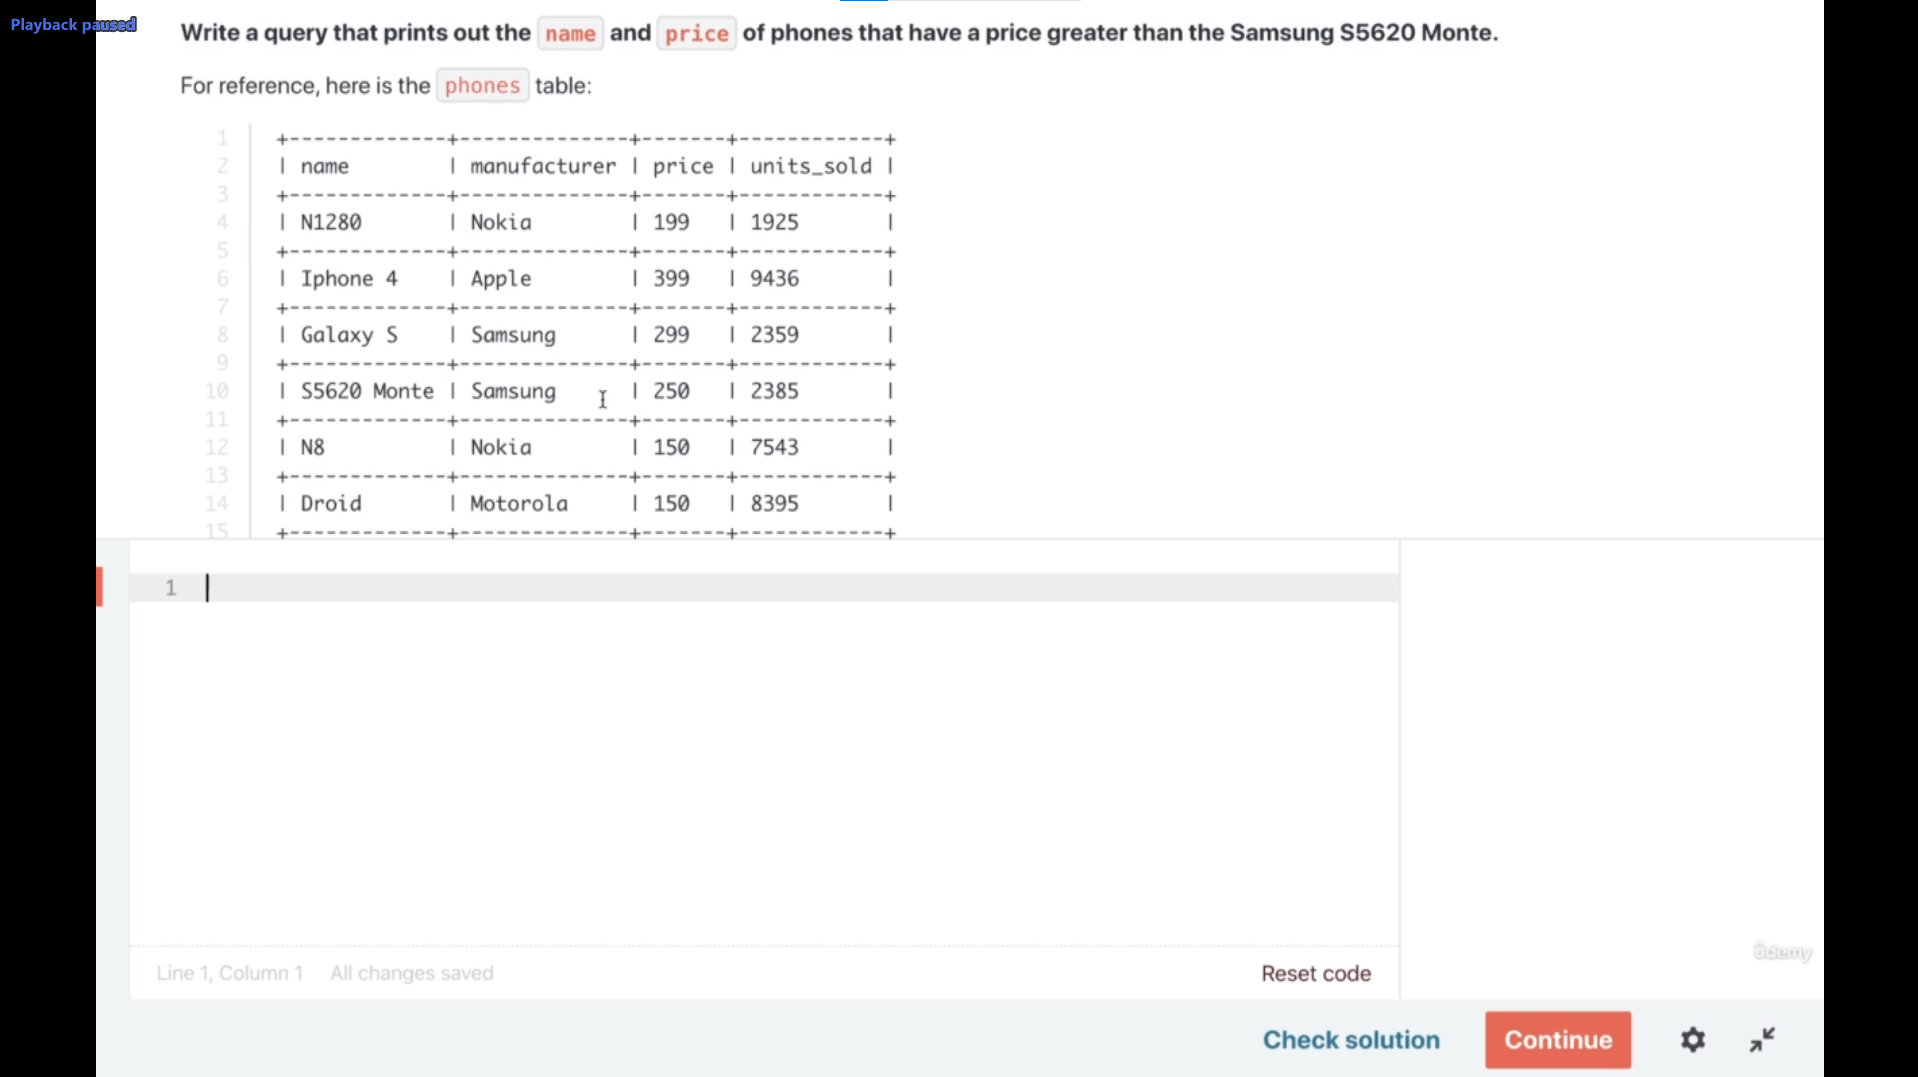 Playback paused
Write a query that prints out the name and price of phones that have a price greater than the Samsung S5620 Monte.
For reference, here is the phones table:
1 +-------------+--------------+-------+------------+
2 | name | manufacturer | price | units_sold |
3 +-------------+--------------+-------+------------+
4 | N1280 | Nokia | 199 | 1925 |
5 +-------------+--------------+-------+------------+
6 | Iphone 4 | Apple | 399 | 9436 |
7 +-------------+--------------+-------+------------+
8 | Galaxy S | Samsung | 299 | 2359 |
9 +-------------+--------------+-------+------------+
10 | S5620 Monte | Samsung | 250 | 2385 |
11 +-------------+--------------+-------+------------+
12 | N8 | Nokia | 150 | 7543 |
13 +-------------+--------------+-------+------------+
14 | Droid | Motorola | 150 | 8395 |
15 +-------------+--------------+-------+------------+
1
ûdemy
Line 1, Column 1 All changes saved Reset code
Check solution Continue